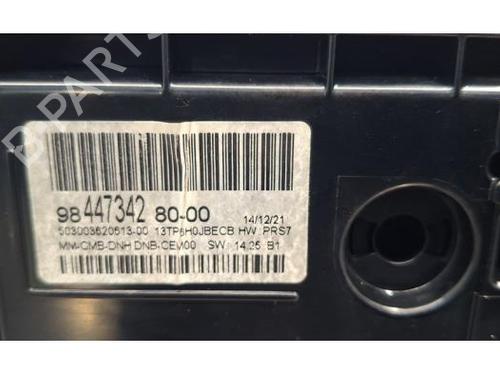 B-PARTS
98 447342 80-00 14/12/21
503003620613-00 13TP6H0JBECB HW PRS7
MM-CMB-DNH DNB-CEM00 SW 14.25 B1